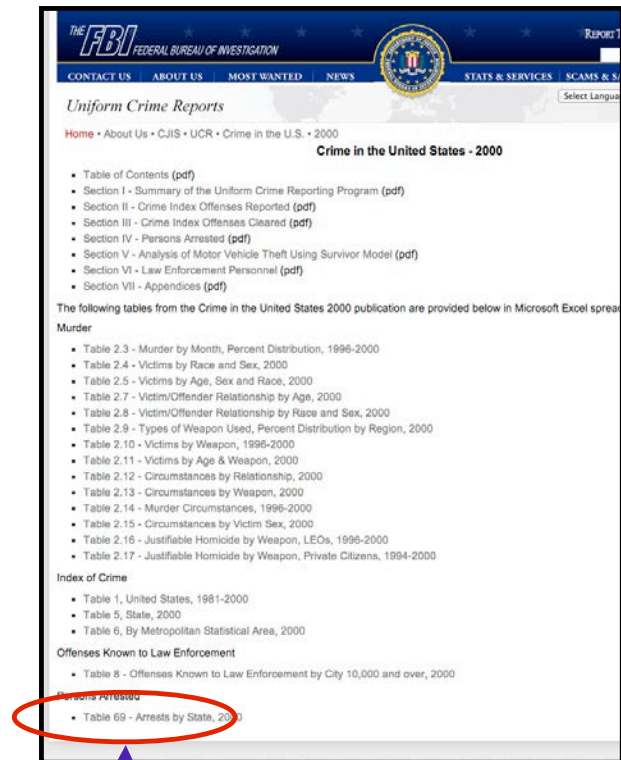 THE FBI FEDERAL BUREAU OF INVESTIGATION
REPORT T
CONTACT US ABOUT US MOST WANTED NEWS STATS & SERVICES SCAMS & SA
Select Langua
Uniform Crime Reports
Home • About Us • CJIS • UCR • Crime in the U.S. • 2000
Crime in the United States - 2000
• Table of Contents (pdf)
• Section I - Summary of the Uniform Crime Reporting Program (pdf)
• Section II - Crime Index Offenses Reported (pdf)
• Section III - Crime Index Offenses Cleared (pdf)
• Section IV - Persons Arrested (pdf)
• Section V - Analysis of Motor Vehicle Theft Using Survivor Model (pdf)
• Section VI - Law Enforcement Personnel (pdf)
• Section VII - Appendices (pdf)
The following tables from the Crime in the United States 2000 publication are provided below in Microsoft Excel sprea
Murder
• Table 2.3 - Murder by Month, Percent Distribution, 1996-2000
• Table 2.4 - Victims by Race and Sex, 2000
• Table 2.5 - Victims by Age, Sex and Race, 2000
• Table 2.7 - Victim/Offender Relationship by Age, 2000
• Table 2.8 - Victim/Offender Relationship by Race and Sex, 2000
• Table 2.9 - Types of Weapon Used, Percent Distribution by Region, 2000
• Table 2.10 - Victims by Weapon, 1996-2000
• Table 2.11 - Victims by Age & Weapon, 2000
• Table 2.12 - Circumstances by Relationship, 2000
• Table 2.13 - Circumstances by Weapon, 2000
• Table 2.14 - Murder Circumstances, 1996-2000
• Table 2.15 - Circumstances by Victim Sex, 2000
• Table 2.16 - Justifiable Homicide by Weapon, LEOs, 1996-2000
• Table 2.17 - Justifiable Homicide by Weapon, Private Citizens, 1994-2000
Index of Crime
• Table 1, United States, 1981-2000
• Table 5, State, 2000
• Table 6, By Metropolitan Statistical Area, 2000
Offenses Known to Law Enforcement
• Table 8 - Offenses Known to Law Enforcement by City 10,000 and over, 2000
Persons Arrested
• Table 69 - Arrests by State, 2000